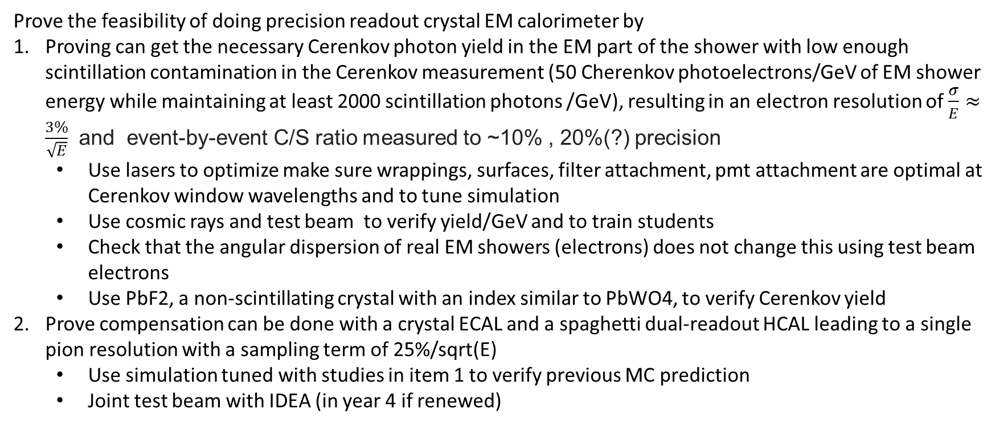 Prove the feasibility of doing precision readout crystal EM calorimeter by
1. Proving can get the necessary Cerenkov photon yield in the EM part of the shower with low enough
scintillation contamination in the Cerenkov measurement (50 Cherenkov photoelectrons/GeV of EM shower
energy while maintaining at least 2000 scintillation photons /GeV), resulting in an electron resolution of σ/E ≈
3%/√E and event-by-event C/S ratio measured to ~10% , 20%(?) precision
• Use lasers to optimize make sure wrappings, surfaces, filter attachment, pmt attachment are optimal at
Cerenkov window wavelengths and to tune simulation
• Use cosmic rays and test beam to verify yield/GeV and to train students
• Check that the angular dispersion of real EM showers (electrons) does not change this using test beam
electrons
• Use PbF2, a non-scintillating crystal with an index similar to PbWO4, to verify Cerenkov yield
2. Prove compensation can be done with a crystal ECAL and a spaghetti dual-readout HCAL leading to a single
pion resolution with a sampling term of 25%/sqrt(E)
• Use simulation tuned with studies in item 1 to verify previous MC prediction
• Joint test beam with IDEA (in year 4 if renewed)